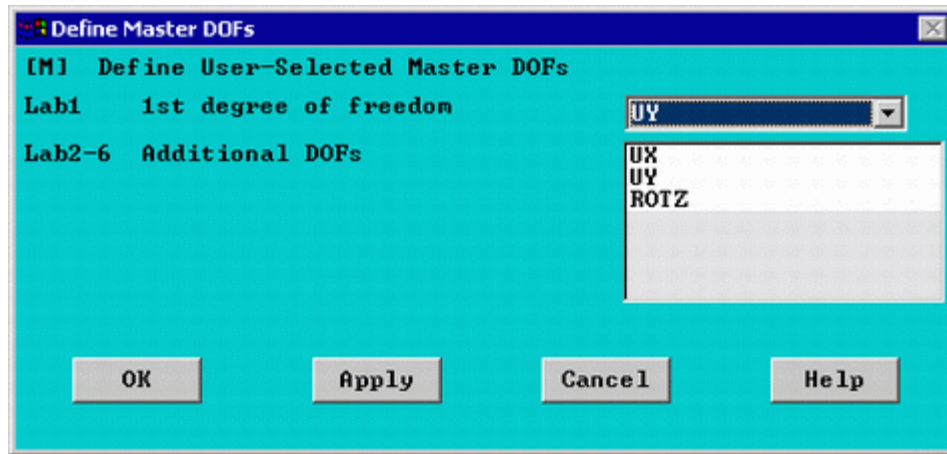 Define Master DOFs
[M] Define User-Selected Master DOFs
Lab1 1st degree of freedom UY
Lab2-6 Additional DOFs
UX
UY
ROTZ
OK Apply Cancel Help